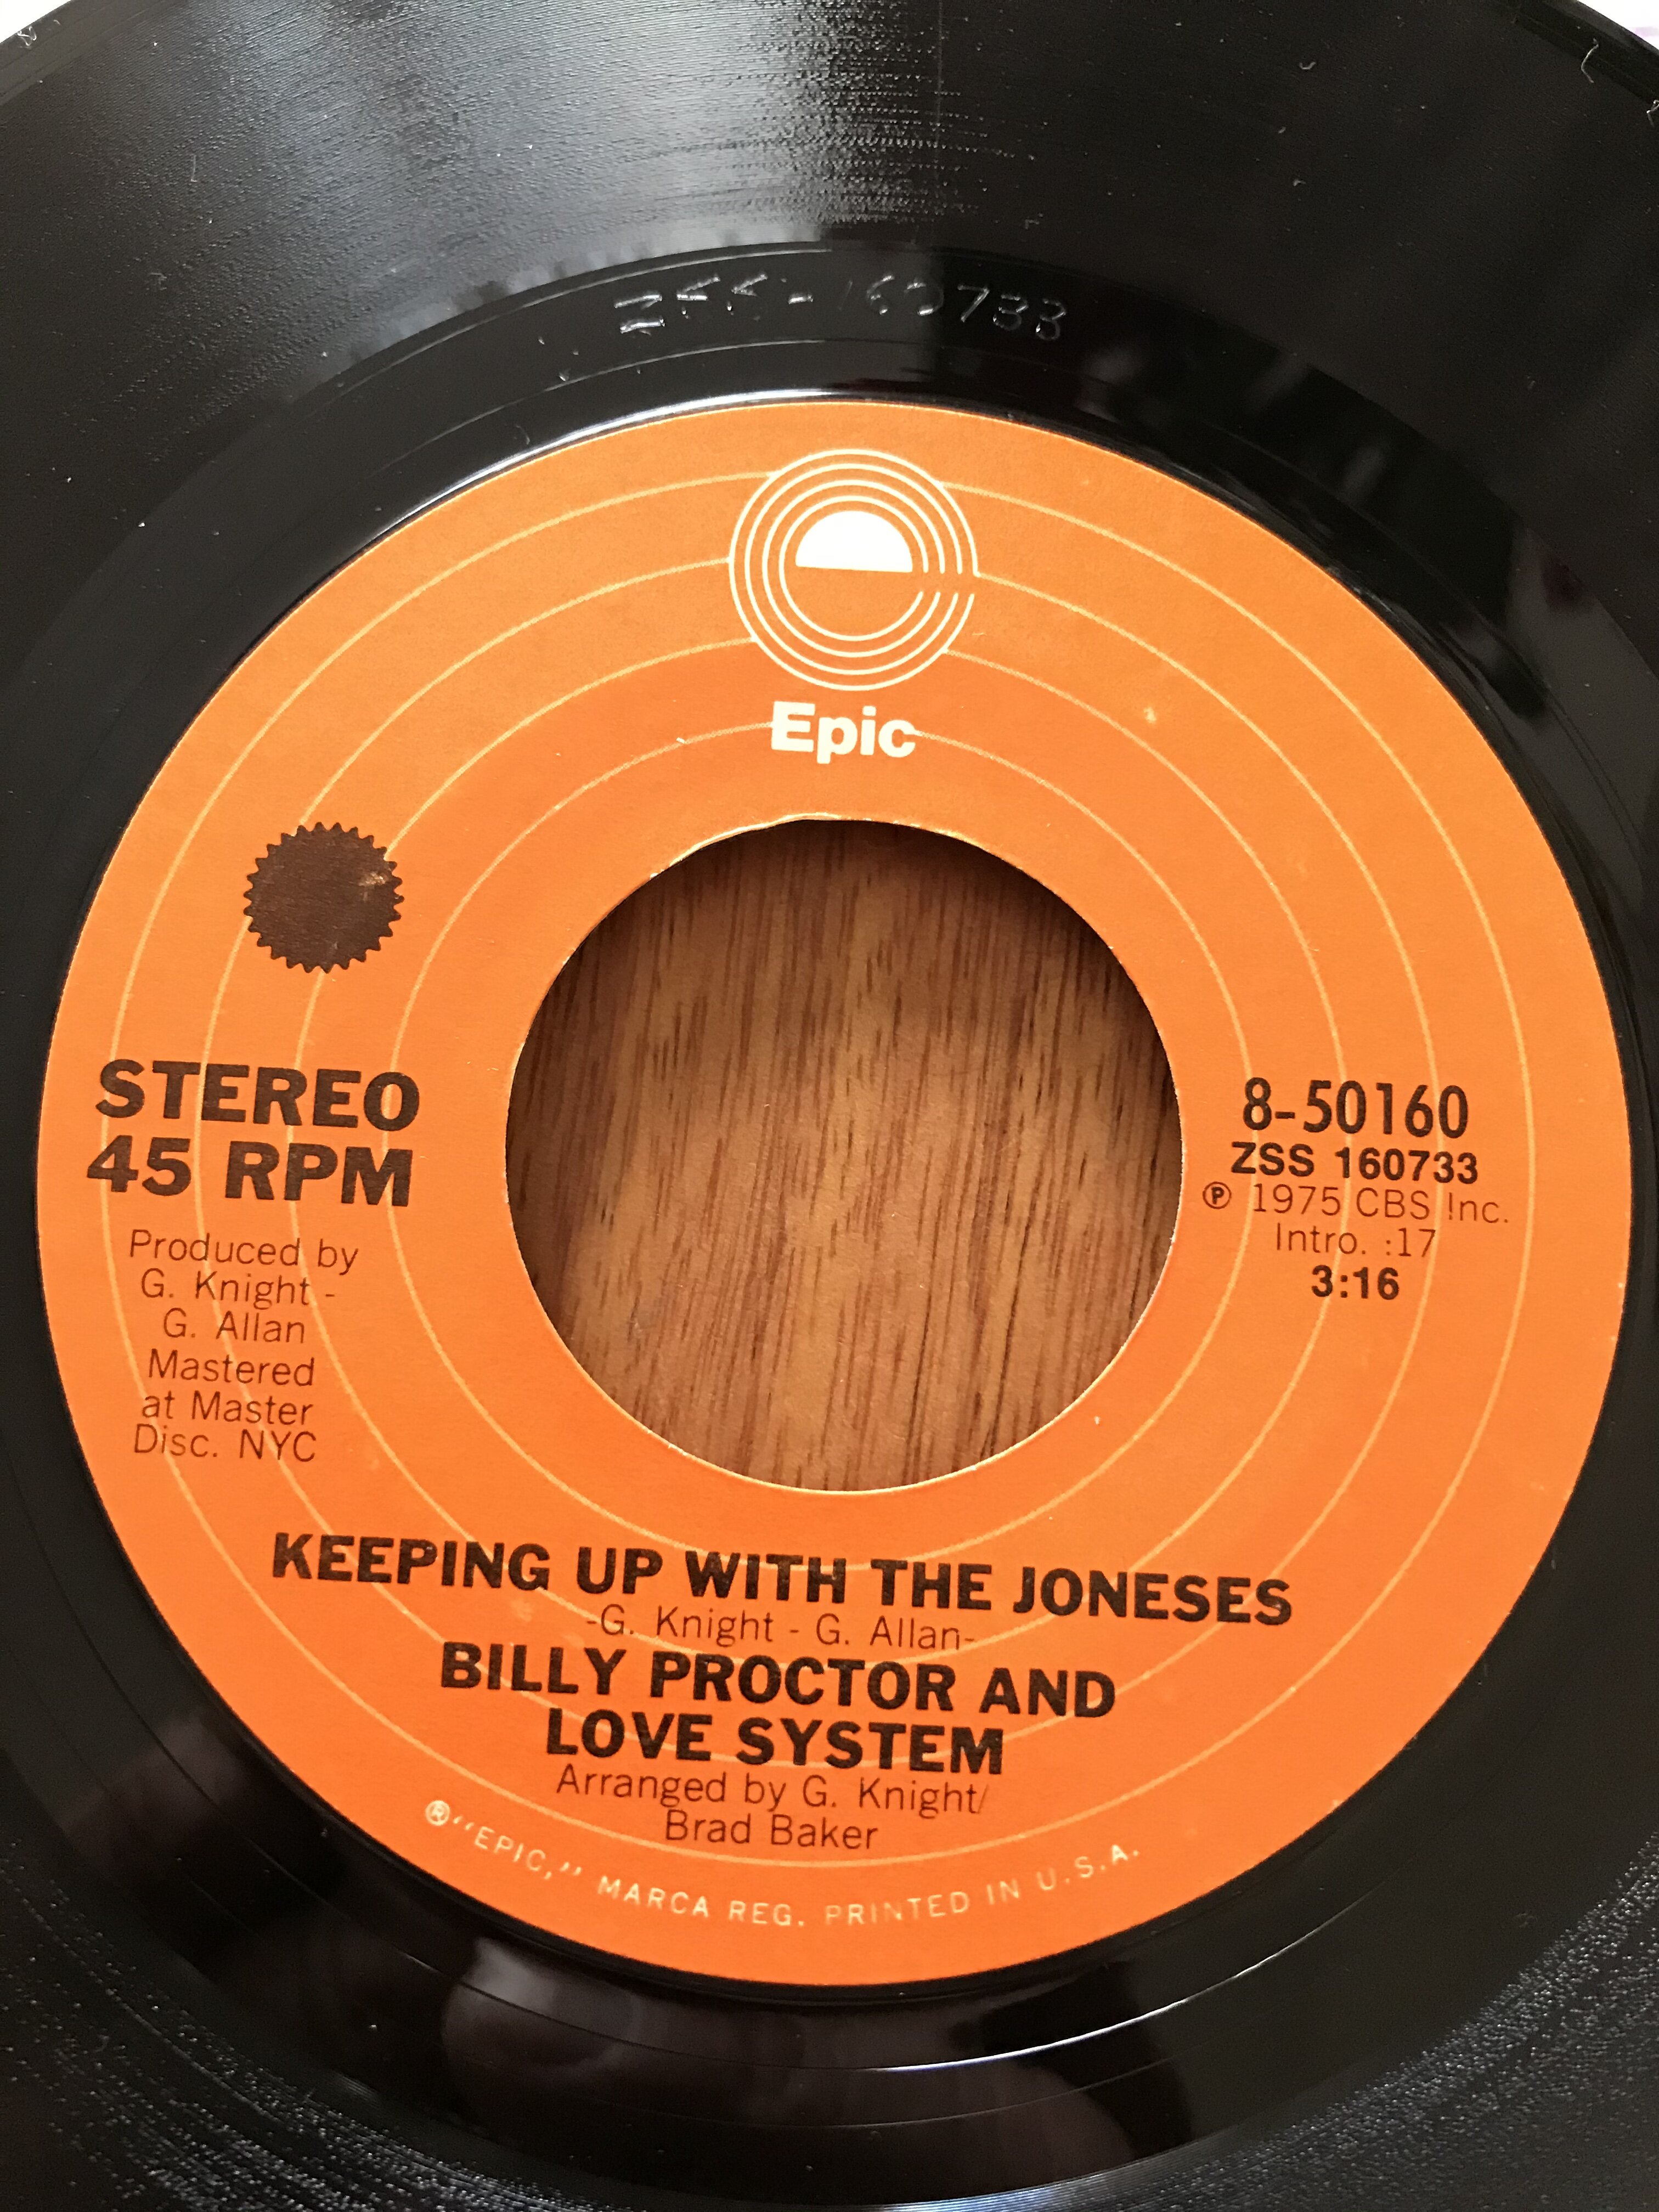 ZSS-160733
Epic
STEREO
45 RPM
Produced by
G. Knight -
G. Allan
Mastered
at Master
Disc. NYC
8-50160
ZSS 160733
℗ 1975 CBS Inc.
Intro. :17
3:16
KEEPING UP WITH THE JONESES
-G. Knight - G. Allan-
BILLY PROCTOR AND
LOVE SYSTEM
Arranged by G. Knight/
Brad Baker
®"EPIC," MARCA REG. PRINTED IN U.S.A.